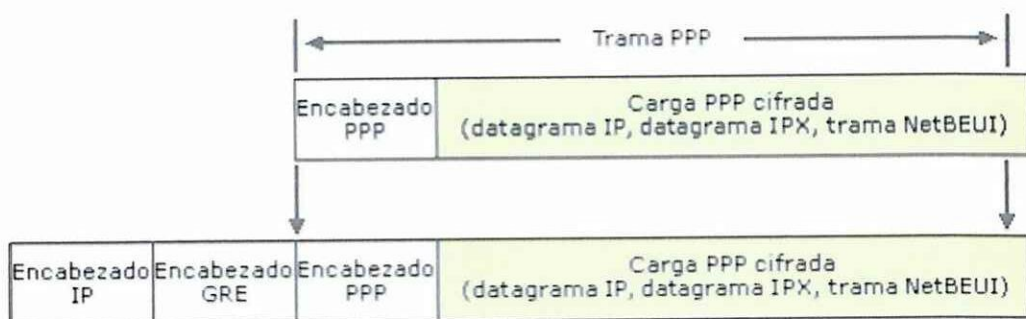 Trama PPP
Encabezado
PPP
Carga PPP cifrada
(datagrama IP, datagrama IPX, trama NetBEUI)
Encabezado
IP
Encabezado
GRE
Encabezado
PPP
Carga PPP cifrada
(datagrama IP, datagrama IPX, trama NetBEUI)